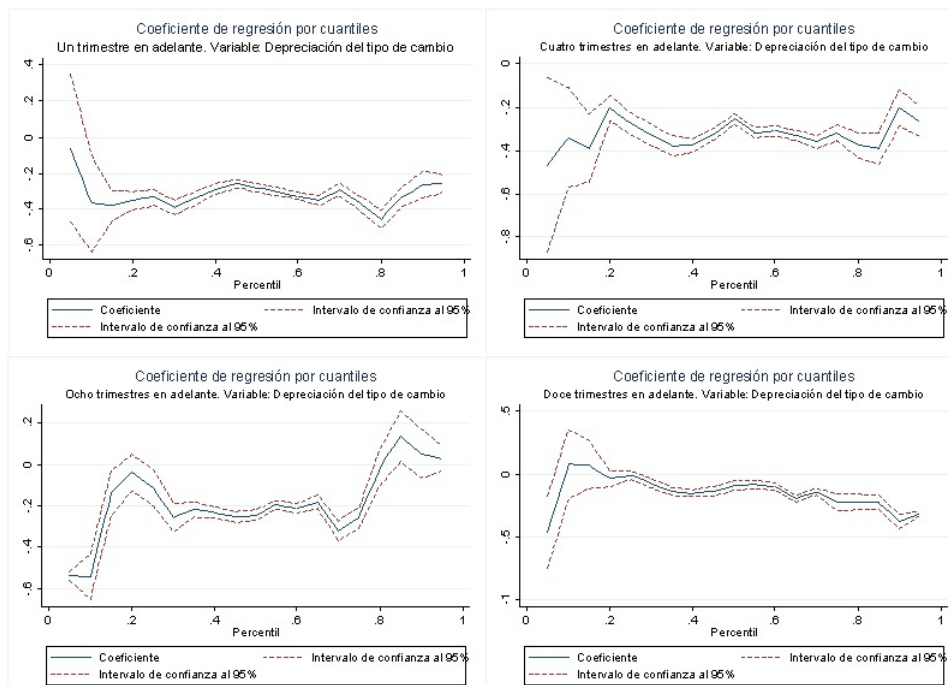 Coeficiente de regresión por cuantiles
Un trimestre en adelante. Variable: Depreciación del tipo de cambio
.4
.2
0
-.2
-.4
-.6
0
.2
.4
.6
.8
1
Percentil
Coeficiente
Intervalo de confianza al 95%
Intervalo de confianza al 95%
Coeficiente de regresión por cuantiles
Cuatro trimestres en adelante. Variable: Depreciación del tipo de cambio
0
-.2
-.4
-.6
-.8
0
.2
.4
.6
.8
1
Percentil
Coeficiente
Intervalo de confianza al 95%
Intervalo de confianza al 95%
Coeficiente de regresión por cuantiles
Ocho trimestres en adelante. Variable: Depreciación del tipo de cambio
.2
0
-.2
-.4
-.6
0
.2
.4
.6
.8
1
Percentil
Coeficiente
Intervalo de confianza al 95%
Intervalo de confianza al 95%
Coeficiente de regresión por cuantiles
Doce trimestres en adelante. Variable: Depreciación del tipo de cambio
.5
0
-.5
-1
0
.2
.4
.6
.8
1
Percentil
Coeficiente
Intervalo de confianza al 95%
Intervalo de confianza al 95%